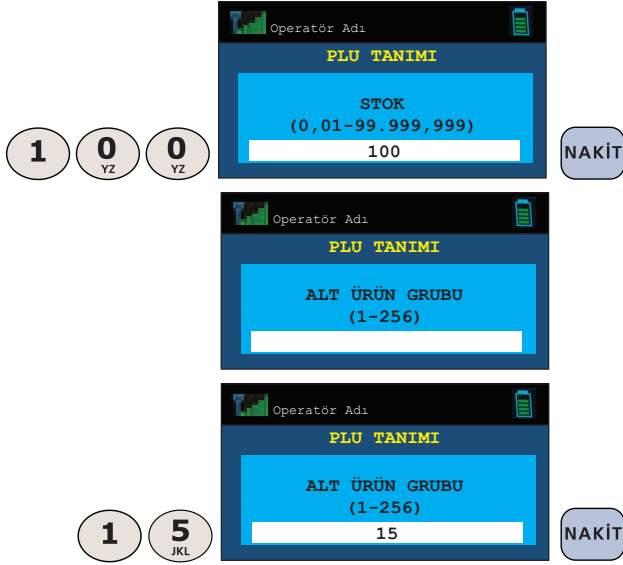 Operatör Adı
PLU TANIMI
STOK
(0,01-99.999,999)
1 0 YZ 0 YZ 100 NAKİT
Operatör Adı
PLU TANIMI
ALT ÜRÜN GRUBU
(1-256)
Operatör Adı
PLU TANIMI
ALT ÜRÜN GRUBU
(1-256)
1 5 JKL 15 NAKİT